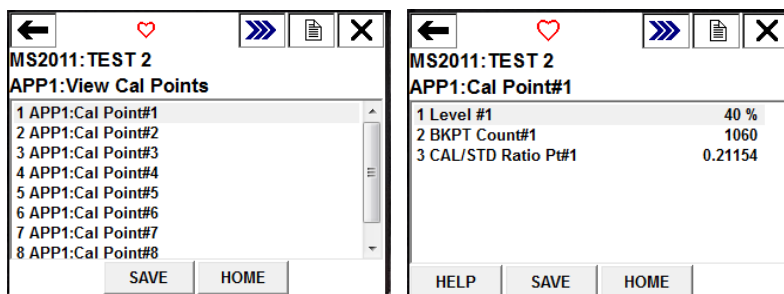 MS2011:TEST 2
APP1:View Cal Points
1 APP1:Cal Point#1
2 APP1:Cal Point#2
3 APP1:Cal Point#3
4 APP1:Cal Point#4
5 APP1:Cal Point#5
6 APP1:Cal Point#6
7 APP1:Cal Point#7
8 APP1:Cal Point#8
SAVE HOME
MS2011:TEST 2
APP1:Cal Point#1
1 Level #1 40 %
2 BKPT Count#1 1060
3 CAL/STD Ratio Pt#1 0.21154
HELP SAVE HOME